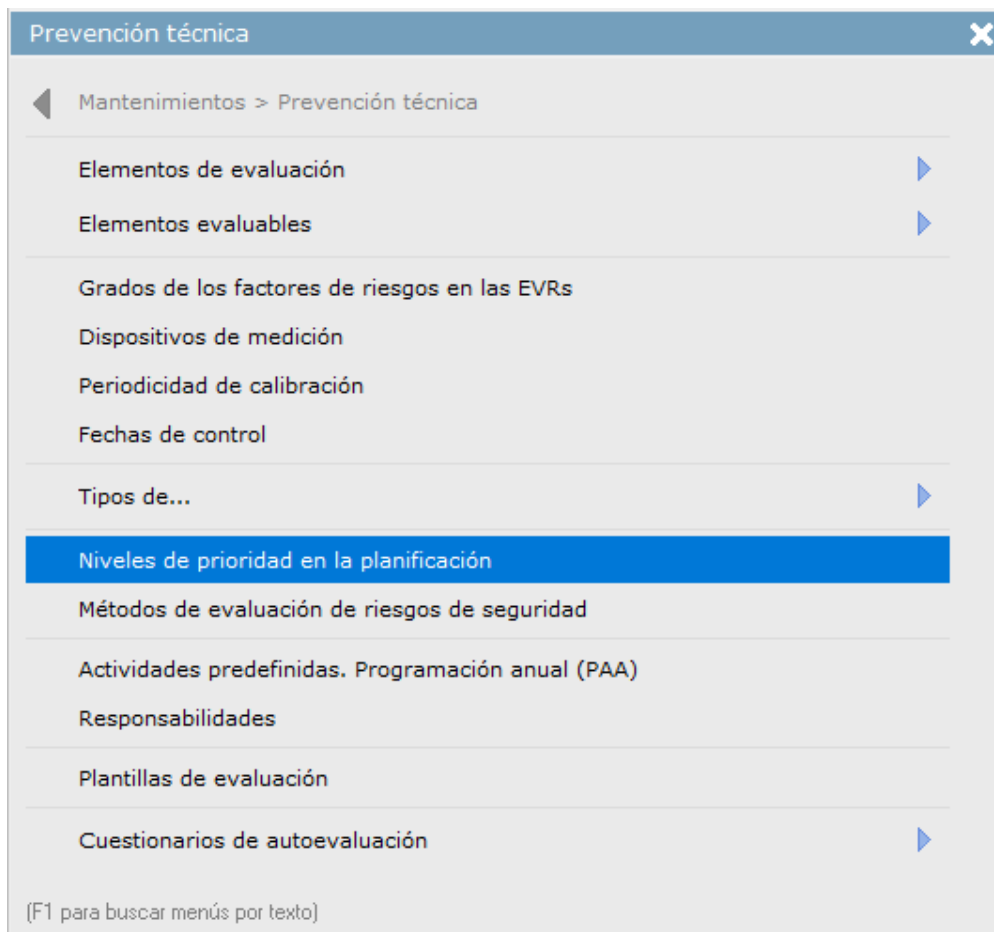 Prevención técnica
Mantenimientos > Prevención técnica
Elementos de evaluación
Elementos evaluables
Grados de los factores de riesgos en las EVRs
Dispositivos de medición
Periodicidad de calibración
Fechas de control
Tipos de...
Niveles de prioridad en la planificación
Métodos de evaluación de riesgos de seguridad
Actividades predefinidas. Programación anual (PAA)
Responsabilidades
Plantillas de evaluación
Cuestionarios de autoevaluación
(F1 para buscar menús por texto)